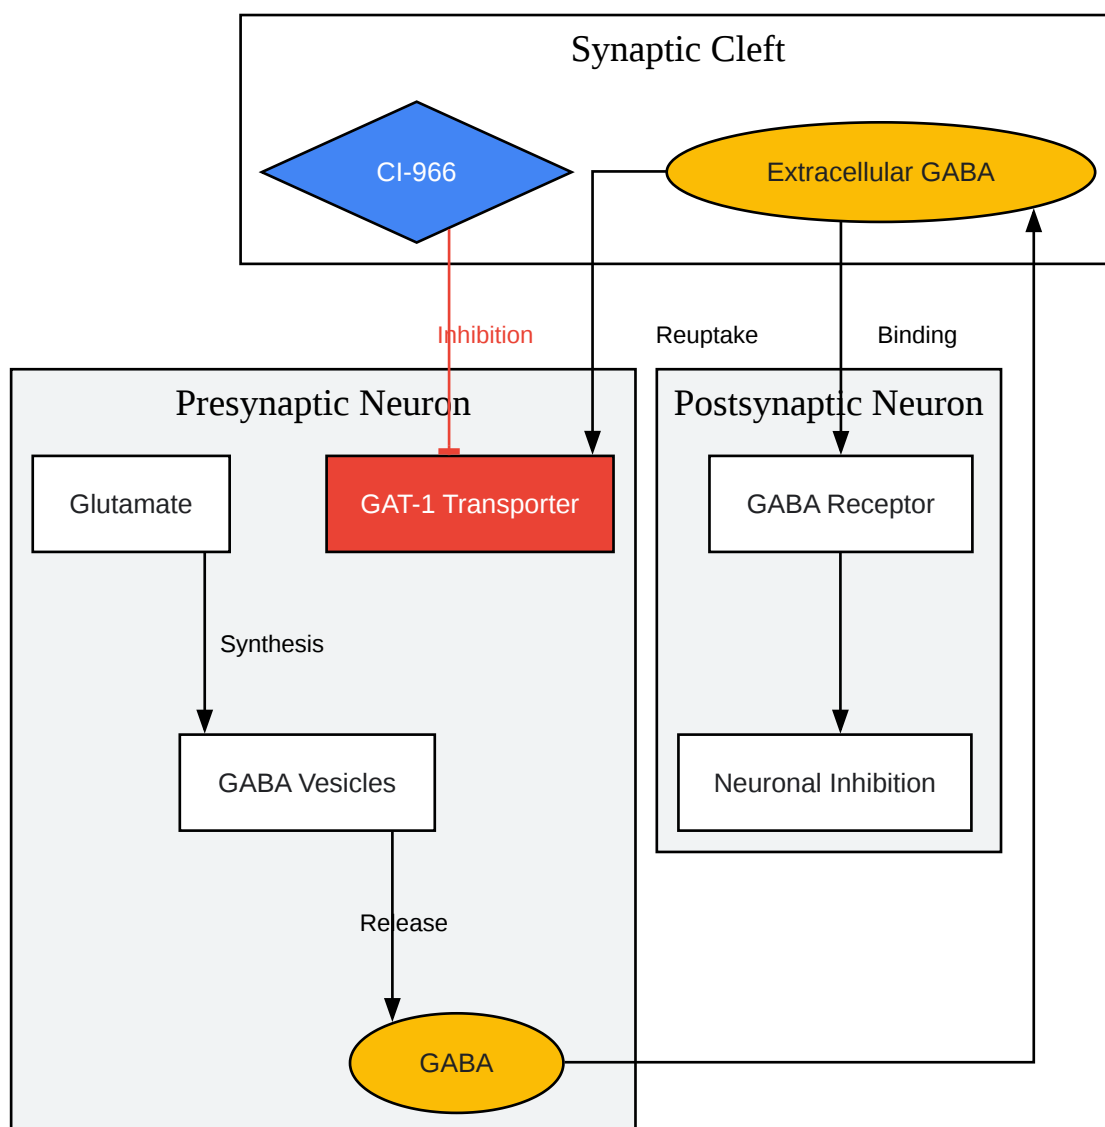 Synaptic Cleft
CI-966
Extracellular GABA
Inhibition
Reuptake
Binding
Presynaptic Neuron
Postsynaptic Neuron
Glutamate
GAT-1 Transporter
GABA Receptor
Synthesis
GABA Vesicles
Neuronal Inhibition
Release
GABA